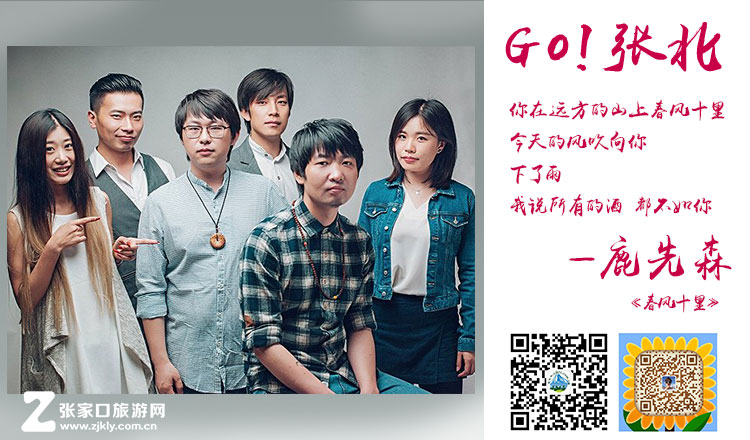 GO!张北
你在远方的山上春风十里
今天的风吹向你
下了雨
我说所有的酒 都不如你
—鹿先森
《春风十里》
张家口旅游网
www.zjkly.com.cn